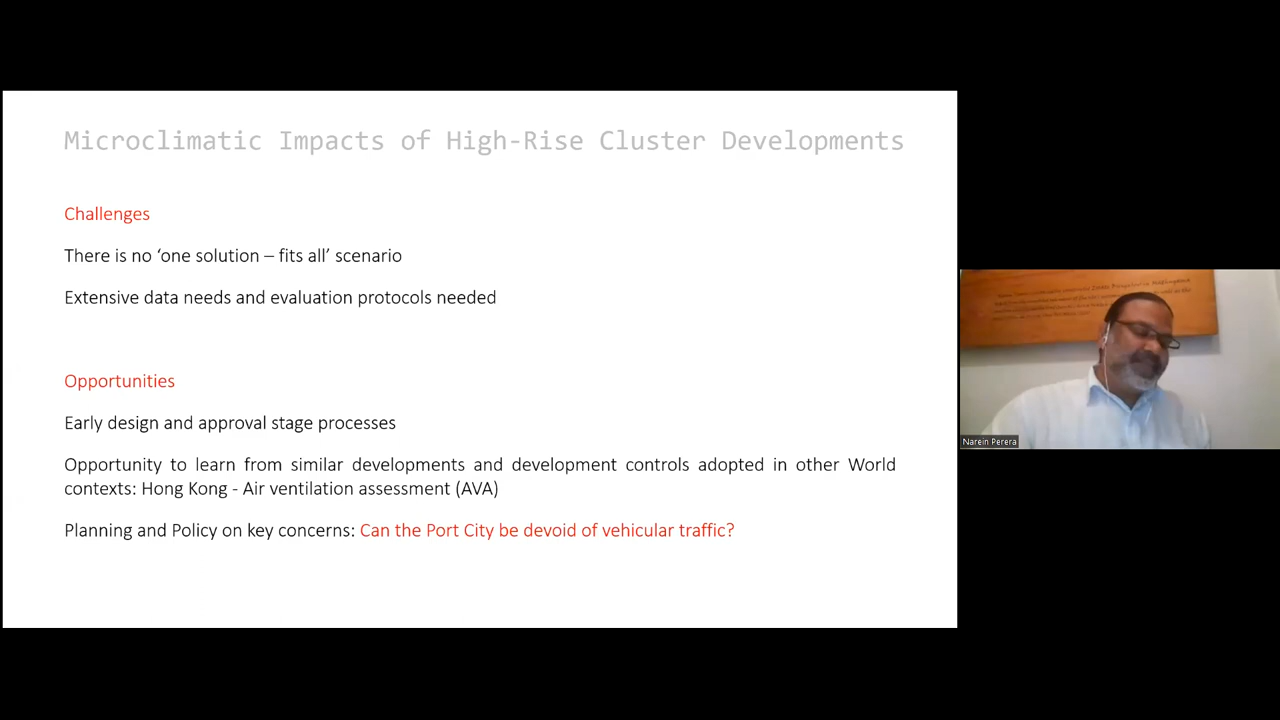 Microclimatic Impacts of High-Rise Cluster Developments
Challenges
There is no ‘one solution – fits all’ scenario
Extensive data needs and evaluation protocols needed
Opportunities
Early design and approval stage processes
Opportunity to learn from similar developments and development controls adopted in other World
contexts: Hong Kong - Air ventilation assessment (AVA)
Planning and Policy on key concerns: Can the Port City be devoid of vehicular traffic?
Narein Perera